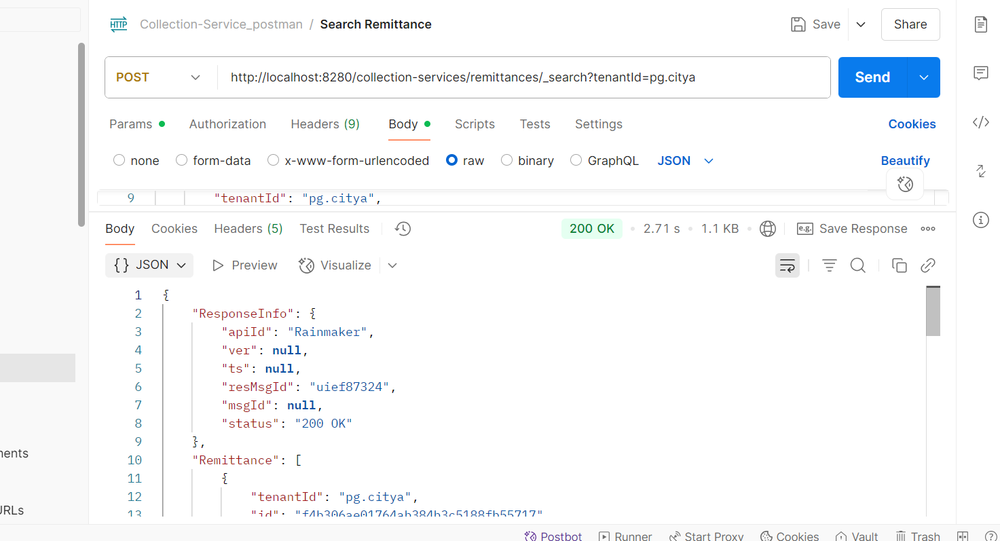 HTTP Collection-Service_postman / Search Remittance Save Share
POST http://localhost:8280/collection-services/remittances/_search?tenantId=pg.citya Send
Params Authorization Headers (9) Body Scripts Tests Settings Cookies
none form-data x-www-form-urlencoded raw binary GraphQL JSON Beautify
9 "tenantId": "pg.citya",
Body Cookies Headers (5) Test Results 200 OK • 2.71 s • 1.1 KB • e.g. Save Response
{} JSON Preview Visualize
1 {
2 "ResponseInfo": {
3 "apiId": "Rainmaker",
4 "ver": null,
5 "ts": null,
6 "resMsgId": "uief87324",
7 "msgId": null,
8 "status": "200 OK"
9 },
10 "Remittance": [
11 {
12 "tenantId": "pg.citya",
13 "id": "f4b306ae01764ab384b3c5188fb55717"
nents
JRLs
Postbot Runner Start Proxy Cookies Vault Trash